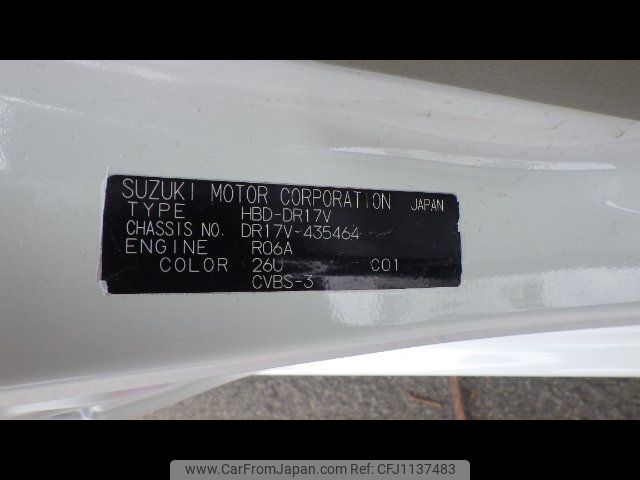 SUZUKI MOTOR CORPORATION JAPAN
TYPE HBD-DR17V
CHASSIS NO. DR17V-435464
ENGINE R06A
COLOR 26U C01
CVBS-3
www.CarFromJapan.com/CFJ1137483